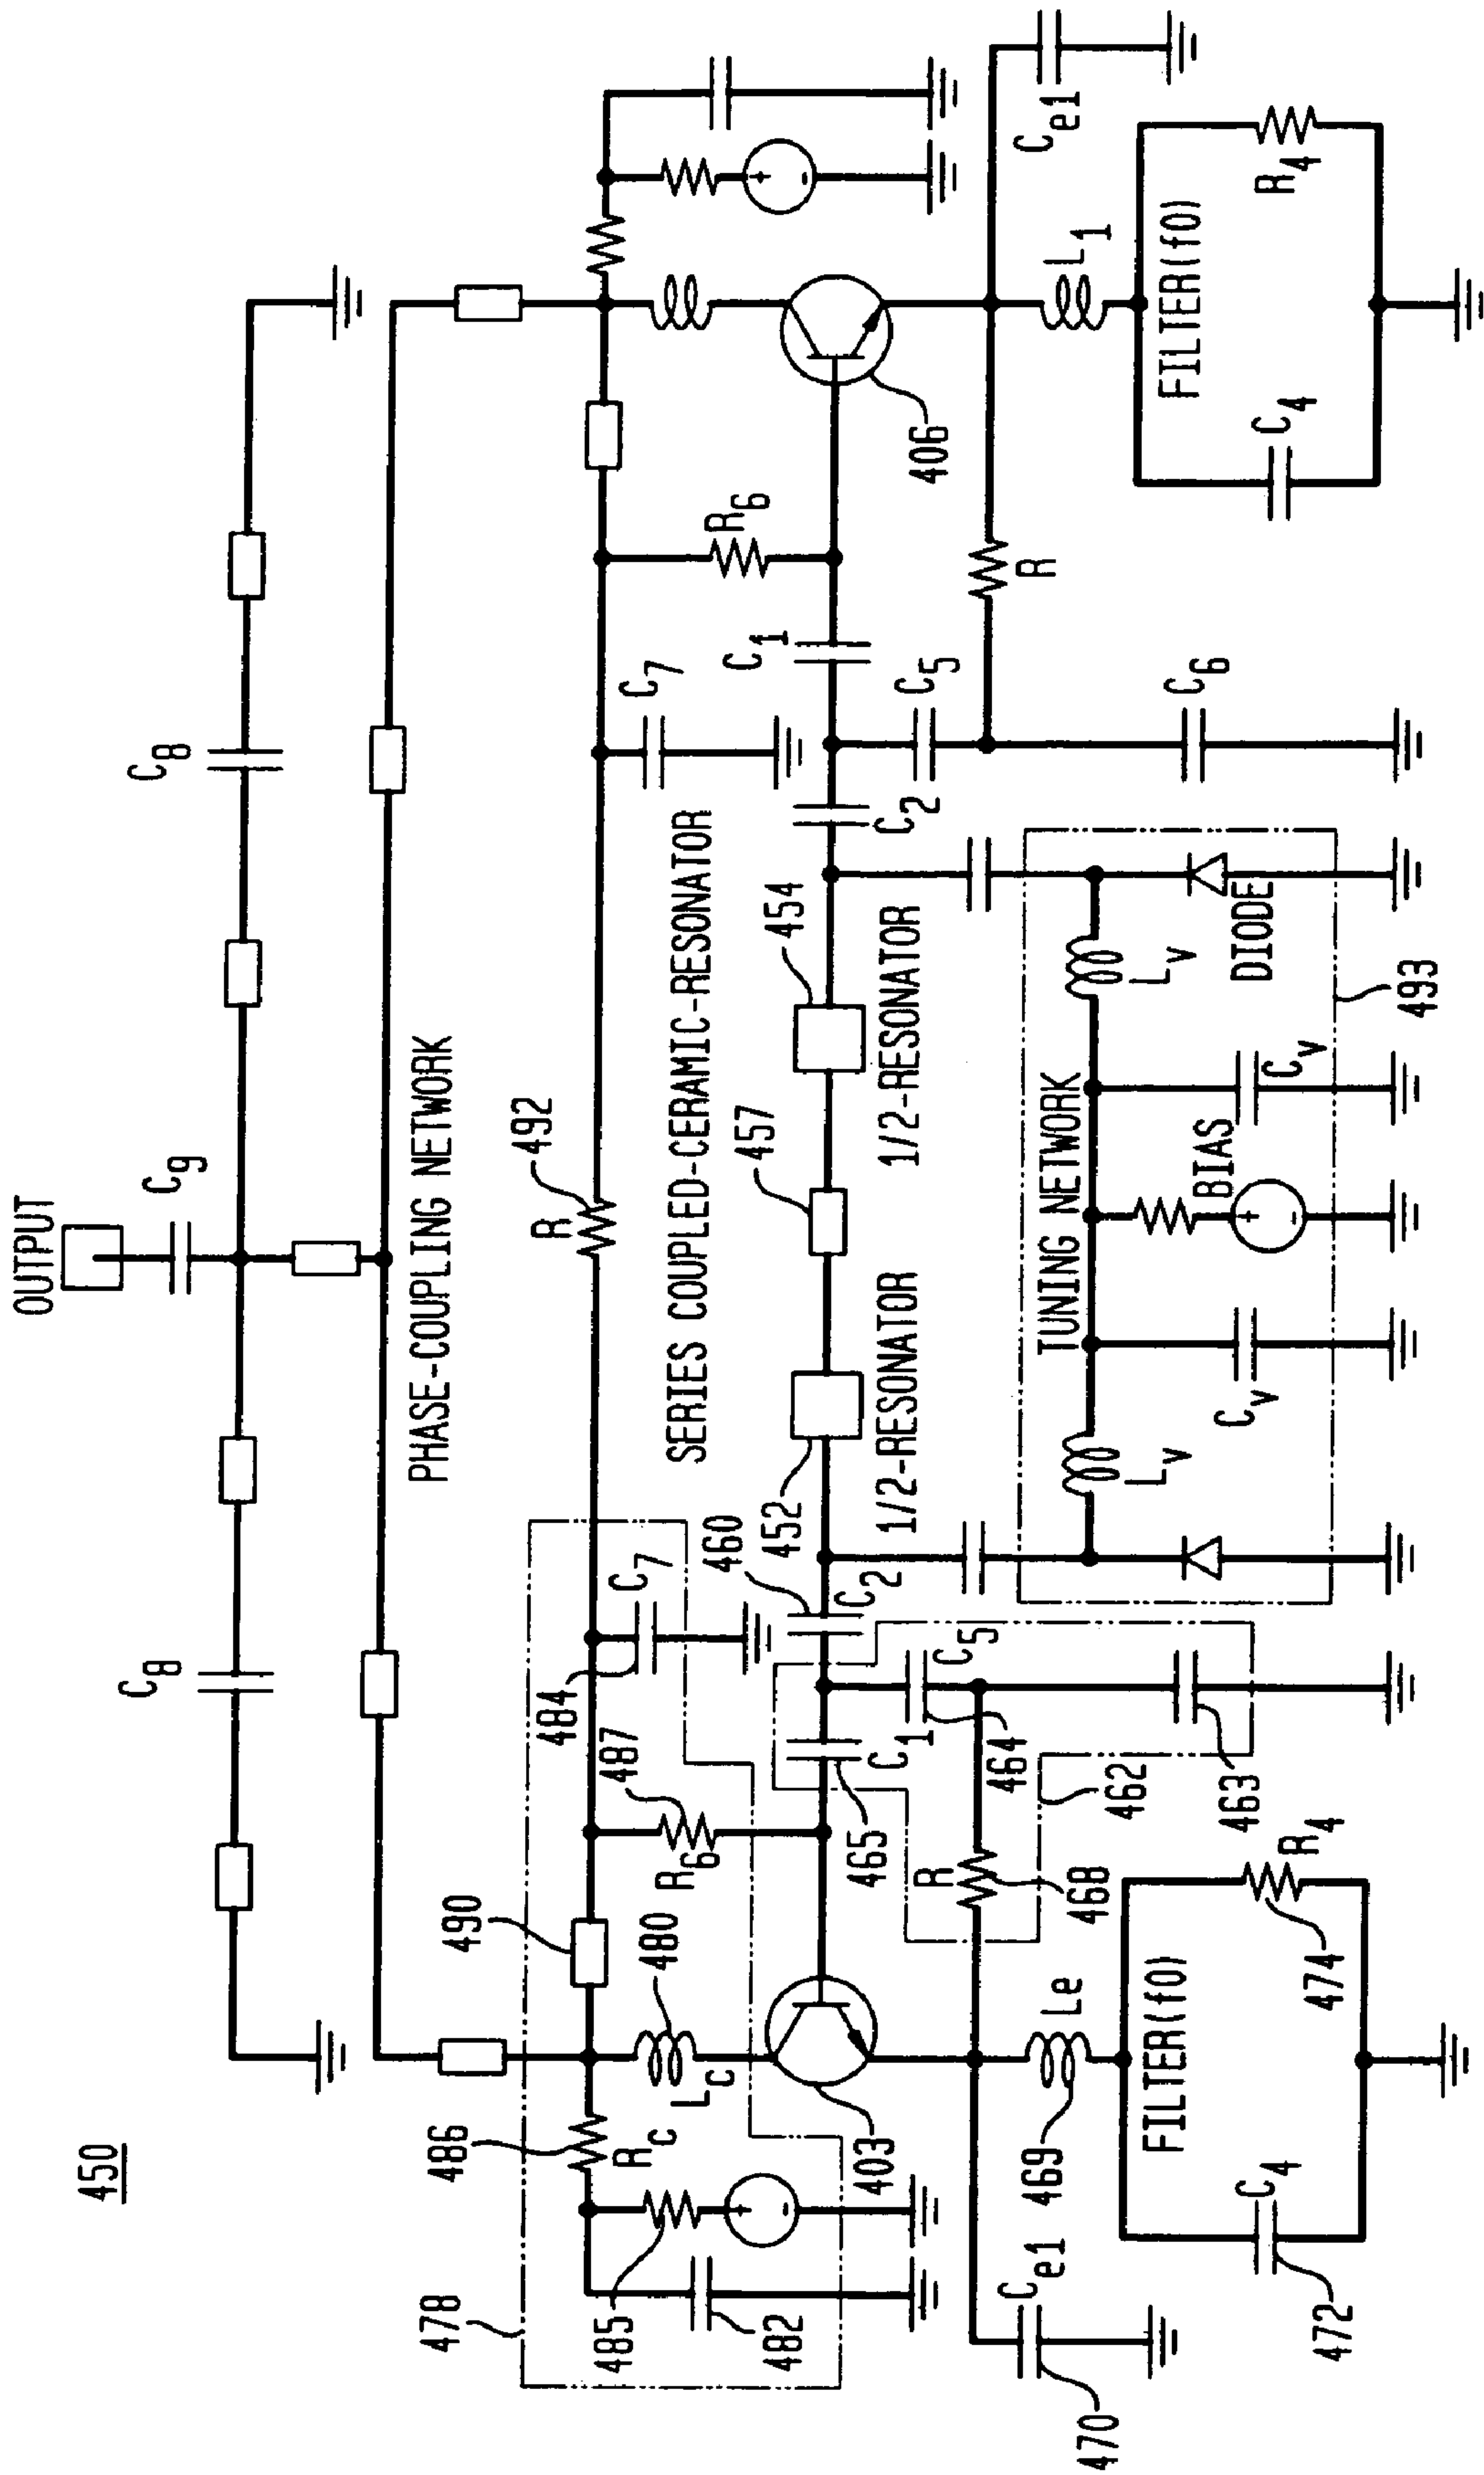 450
OUTPUT
C9
C8
C8
PHASE-COUPLING NETWORK
478
486
490
492
R
RC
485
482
480
LC
R6
487
484
C7
C7
R6
SERIES COUPLED-CERAMIC-RESONATOR
403
465
C1
460
C2
452
1/2-RESONATOR
457
454
1/2-RESONATOR
C2
C1
406
470
Ce1
469
Le
R
468
464
C5
462
463
C5
C6
R
Ce1
L1
TUNING NETWORK
LV
CV
BIAS
CV
LV
DIODE
493
472
C4
FILTER(f0)
474
R4
C4
FILTER(f0)
R4